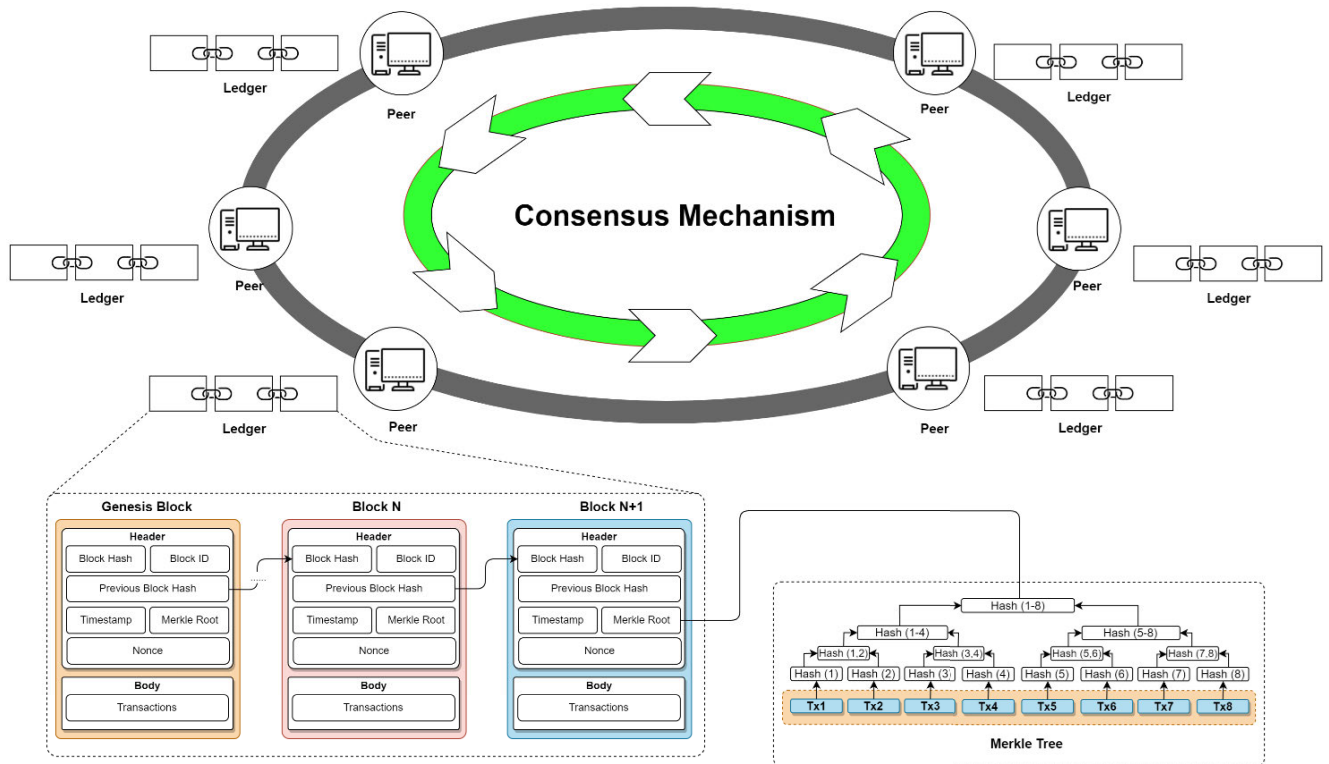 Ledger
Peer
Peer
Ledger
Consensus Mechanism
Ledger
Peer
Peer
Ledger
Ledger
Peer
Peer
Ledger
Genesis Block
Block N
Block N+1
Header
Header
Header
Block Hash
Block ID
Block Hash
Block ID
Block Hash
Block ID
Previous Block Hash
Previous Block Hash
Previous Block Hash
Timestamp
Merkle Root
Timestamp
Merkle Root
Timestamp
Merkle Root
Nonce
Nonce
Nonce
Body
Body
Body
Transactions
Transactions
Transactions
Hash (1-8)
Hash (1-4)
Hash (5-8)
Hash (1,2)
Hash (3,4)
Hash (5,6)
Hash (7,8)
Hash (1)
Hash (2)
Hash (3)
Hash (4)
Hash (5)
Hash (6)
Hash (7)
Hash (8)
Tx1
Tx2
Tx3
Tx4
Tx5
Tx6
Tx7
Tx8
Merkle Tree